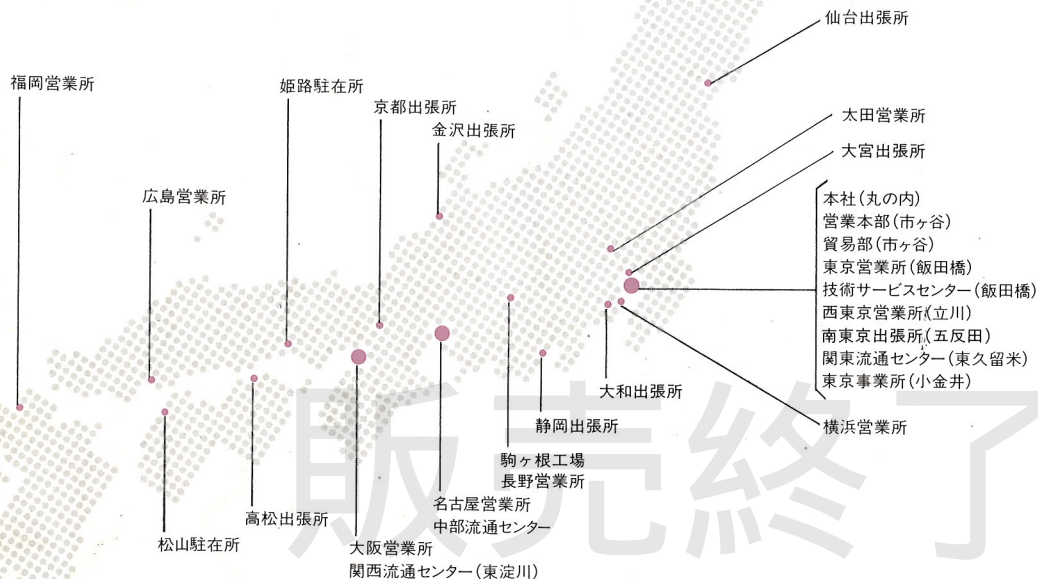 仙台出張所
福岡営業所
姫路駐在所
京都出張所
太田営業所
金沢出張所
大宮出張所
広島営業所
本社(丸の内)
営業本部(市ヶ谷)
貿易部(市ヶ谷)
東京営業所(飯田橋)
技術サービスセンター(飯田橋)
西東京営業所(立川)
南東京出張所(五反田)
関東流通センター(東久留米)
東京事業所(小金井)
大和出張所
静岡出張所
横浜営業所
駒ヶ根工場
長野営業所
名古屋営業所
中部流通センター
高松出張所
松山駐在所
大阪営業所
関西流通センター(東淀川)
販売終了